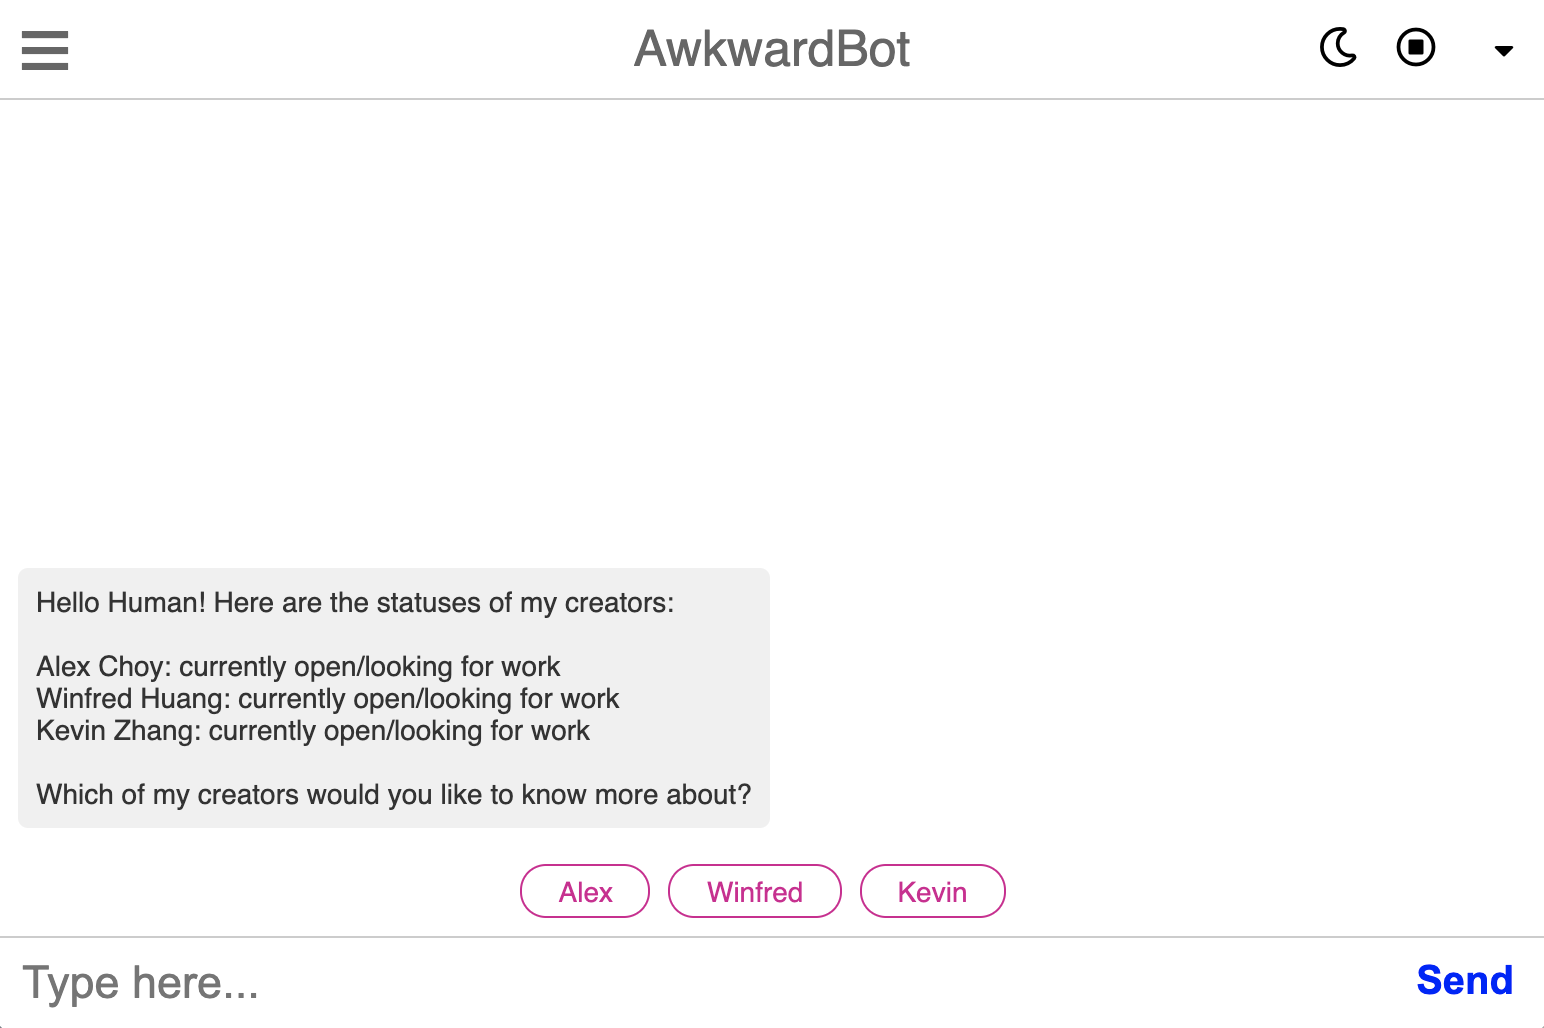 AwkwardBot
Hello Human! Here are the statuses of my creators:
Alex Choy: currently open/looking for work
Winfred Huang: currently open/looking for work
Kevin Zhang: currently open/looking for work
Which of my creators would you like to know more about?
Alex
Winfred
Kevin
Type here...
Send